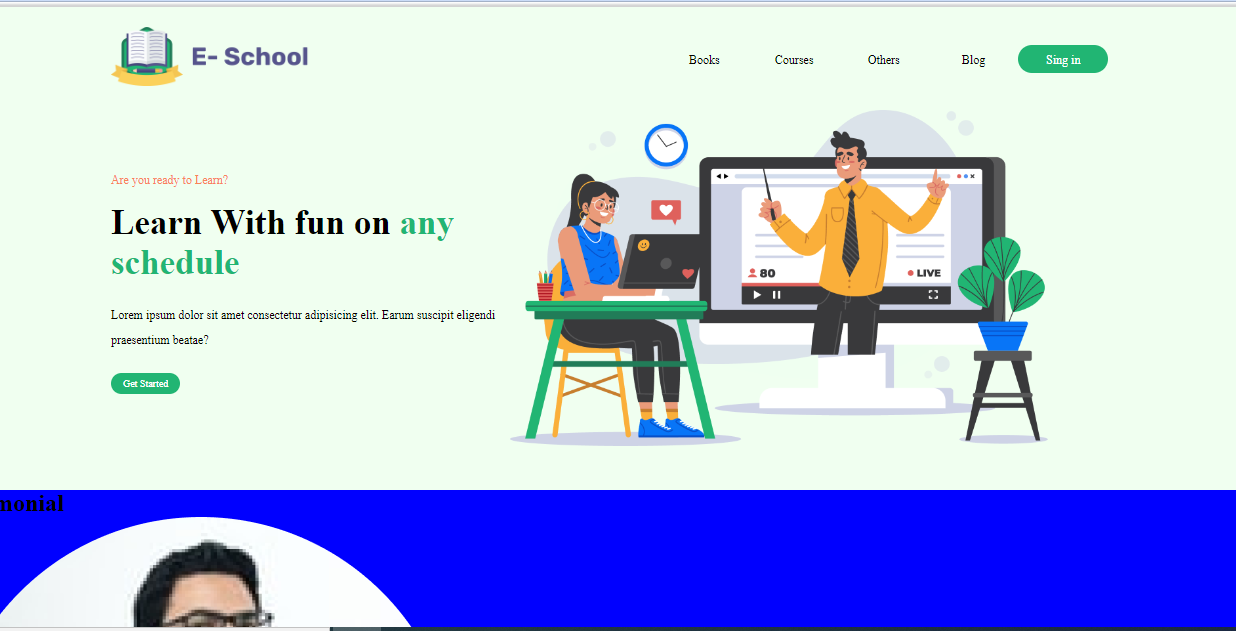 E- School
Books Courses Others Blog Sing in
Are you ready to Learn?
Learn With fun on any
schedule
80
LIVE
Lorem ipsum dolor sit amet consectetur adipisicing elit. Earum suscipit eligendi
praesentium beatae?
Get Started
monial